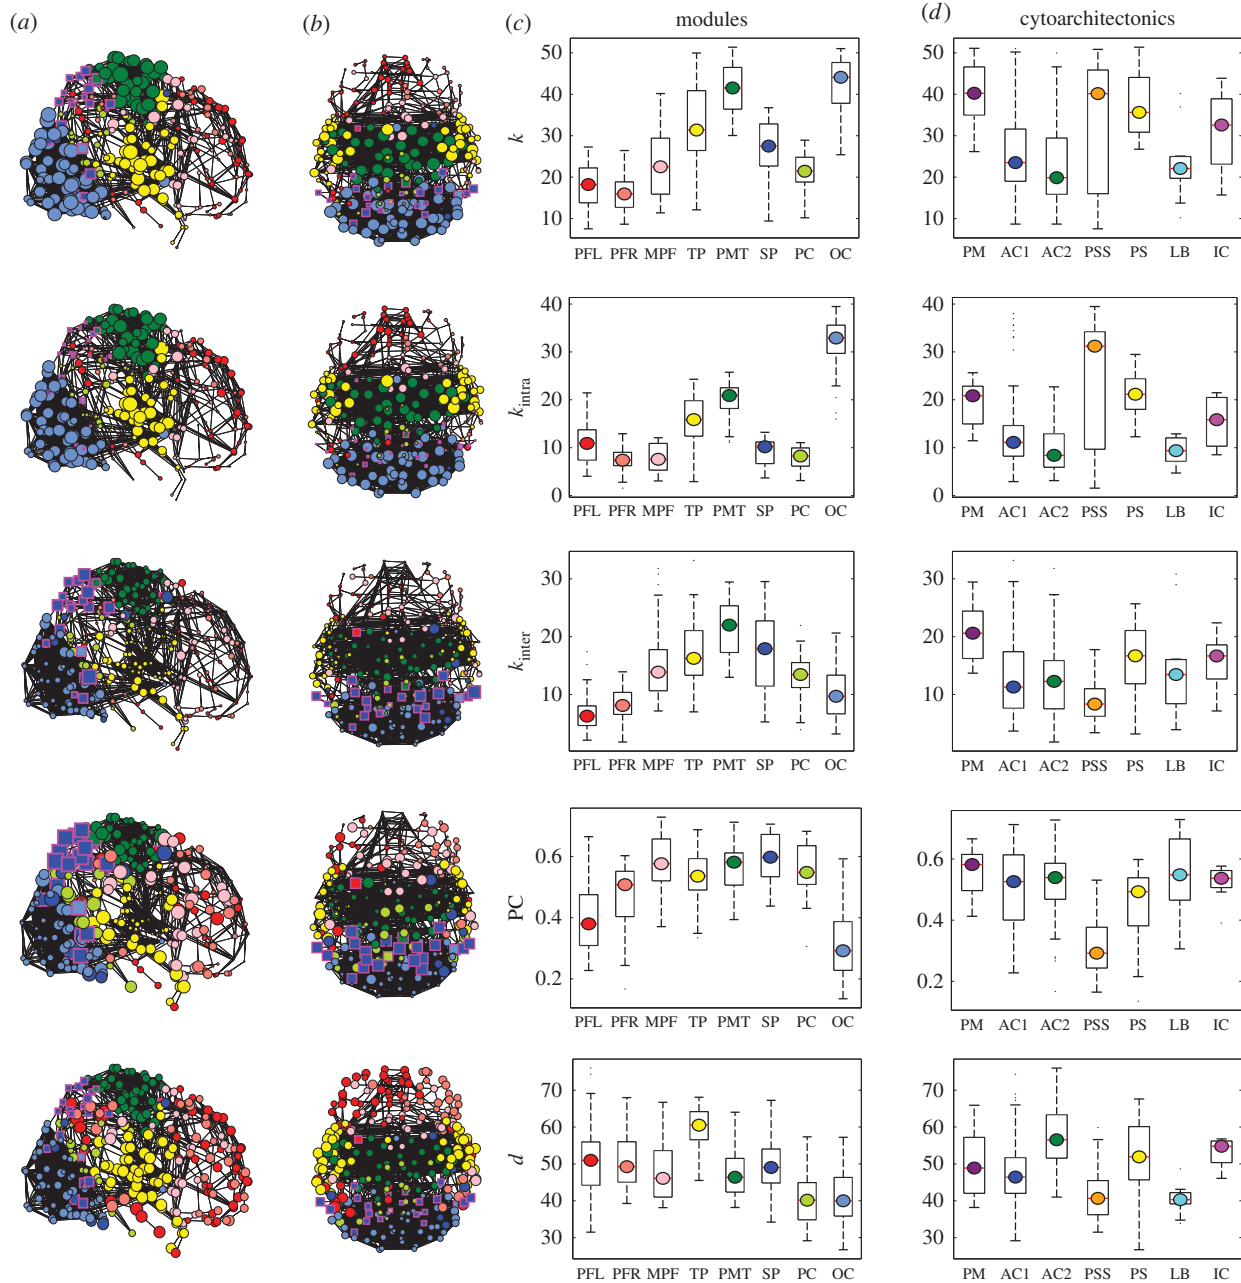 (a) (b) (c) modules (d) cytoarchitectonics
50
40
30
20
10
k
PFL PFR MPF TP PMT SP PC OC
50
40
30
20
10
PM AC1 AC2 PSS PS LB IC
40
30
20
10
0
k intra
PFL PFR MPF TP PMT SP PC OC
40
30
20
10
0
PM AC1 AC2 PSS PS LB IC
30
20
10
k inter
PFL PFR MPF TP PMT SP PC OC
30
20
10
PM AC1 AC2 PSS PS LB IC
0.6
0.4
0.2
PC
PFL PFR MPF TP PMT SP PC OC
0.6
0.4
0.2
PM AC1 AC2 PSS PS LB IC
70
60
50
40
30
d
PFL PFR MPF TP PMT SP PC OC
70
60
50
40
30
PM AC1 AC2 PSS PS LB IC